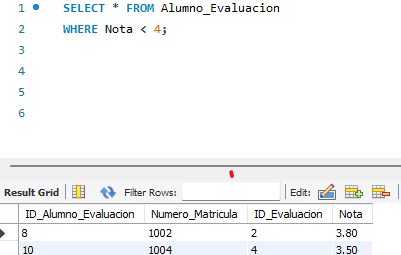 1 SELECT * FROM Alumno_Evaluacion
2 WHERE Nota < 4;
3
4
5
6
Result Grid Filter Rows: Edit:
ID_Alumno_Evaluacion Numero_Matricula ID_Evaluacion Nota
8 1002 2 3.80
10 1004 4 3.50